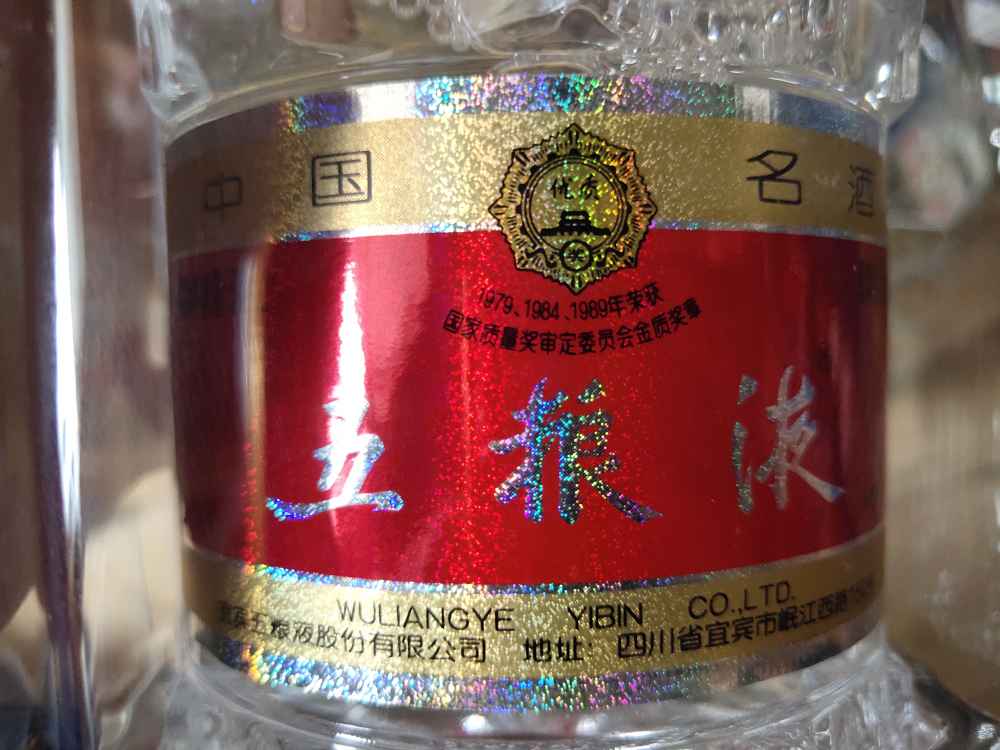 中国 名酒
优质
1979、1984、1989年荣获
国家质量奖审定委员会金质奖章
五粮液
WULIANGYE YIBIN CO.,LTD.
宜宾五粮液股份有限公司 地址：四川省宜宾市岷江西路